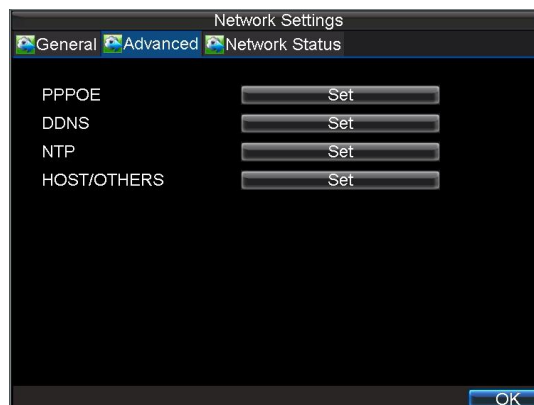 Network Settings
General Advanced Network Status
PPPOE Set
DDNS Set
NTP Set
HOST/OTHERS Set
OK